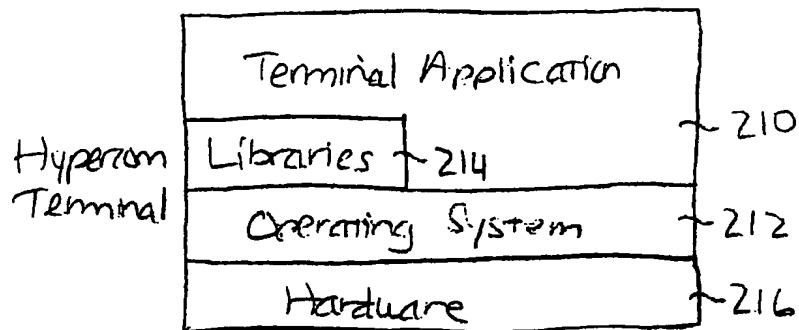 Terminal Application
210
Hypercom
Terminal
Libraries
214
Operating System
212
Hardware
216